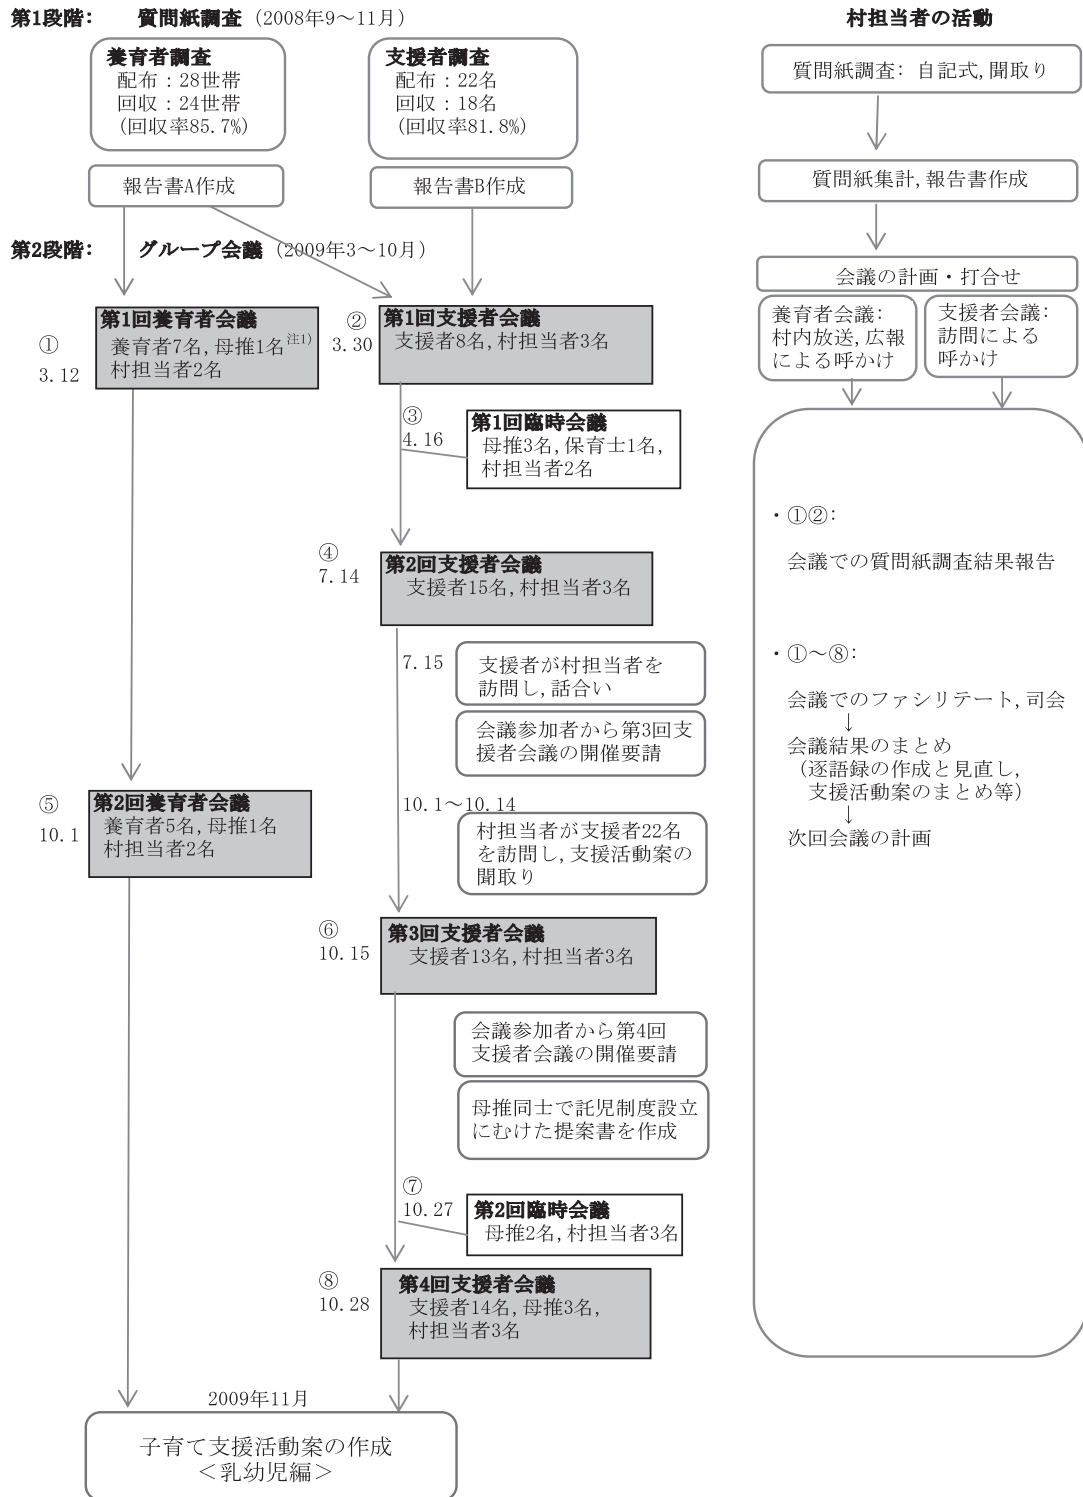 第1段階： 質問紙調査（2008年9～11月）
養育者調査
配布：28世帯
回収：24世帯
(回収率85.7%)
支援者調査
配布：22名
回収：18名
(回収率81.8%)
報告書A作成
報告書B作成
第2段階： グループ会議（2009年3～10月）
①
3.12
第1回養育者会議
養育者7名,母推1名注1)
村担当者2名
②
3.30
第1回支援者会議
支援者8名,村担当者3名
③
4.16
第1回臨時会議
母推3名,保育士1名,
村担当者2名
④
7.14
第2回支援者会議
支援者15名,村担当者3名
7.15
支援者が村担当者を
訪問し,話合い
会議参加者から第3回支
援者会議の開催要請
⑤
10.1
第2回養育者会議
養育者5名,母推1名
村担当者2名
10.1～10.14
村担当者が支援者22名
を訪問し,支援活動案の
聞取り
⑥
10.15
第3回支援者会議
支援者13名,村担当者3名
会議参加者から第4回
支援者会議の開催要請
母推同士で託児制度設立
にむけた提案書を作成
⑦
10.27
第2回臨時会議
母推2名,村担当者3名
⑧
10.28
第4回支援者会議
支援者14名,母推3名,
村担当者3名
2009年11月
子育て支援活動案の作成
＜乳幼児編＞
村担当者の活動
質問紙調査：自記式,聞取り
質問紙集計,報告書作成
会議の計画・打合せ
養育者会議：
村内放送,広報
による呼かけ
支援者会議：
訪問による
呼かけ
・①②：
会議での質問紙調査結果報告
・①～⑧：
会議でのファシリテート,司会
↓
会議結果のまとめ
（逐語録の作成と見直し,
支援活動案のまとめ等）
↓
次回会議の計画